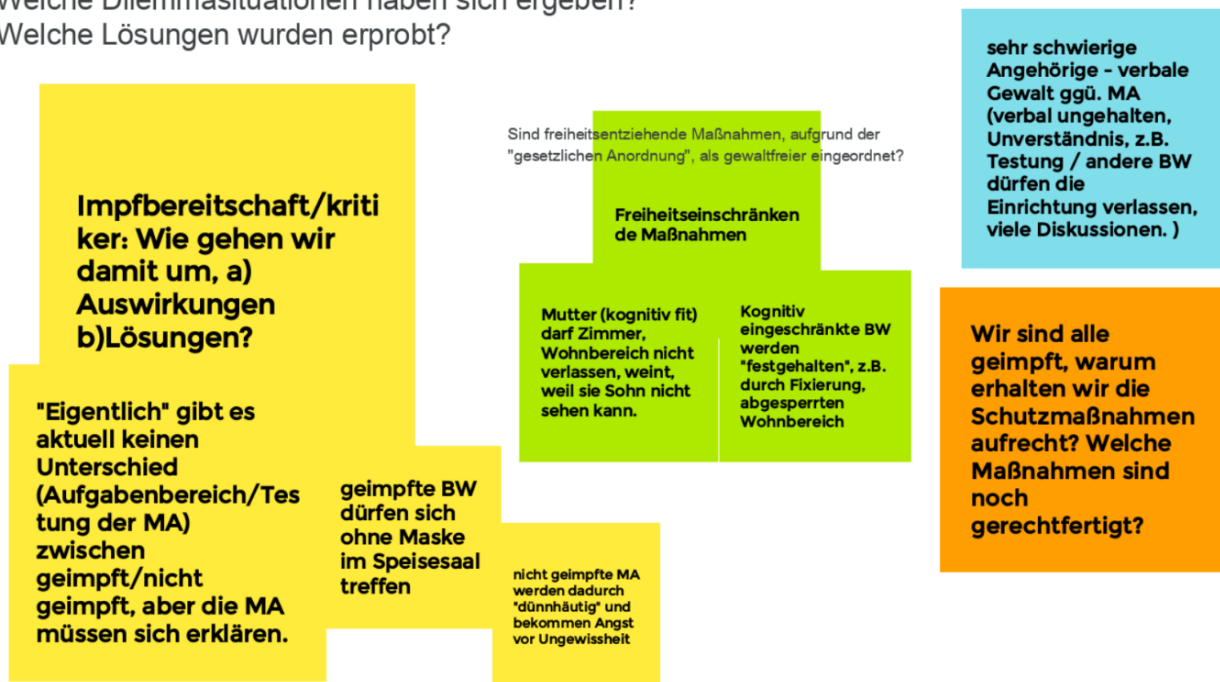 Welche Dilemmasituationen haben sich ergeben?
Welche Lösungen wurden erprobt?
Impfbereitschaft/kriti
ker: Wie gehen wir
damit um, a)
Auswirkungen
b)Lösungen?
"Eigentlich" gibt es
aktuell keinen
Unterschied
(Aufgabenbereich/Tes
tung der MA)
zwischen
geimpft/nicht
geimpft, aber die MA
müssen sich erklären.
geimpfte BW
dürfen sich
ohne Maske
im Speisesaal
treffen
nicht geimpfte MA
werden dadurch
"dünnhäutig" und
bekommen Angst
vor Ungewissheit
Sind freiheitsentziehende Maßnahmen, aufgrund der
"gesetzlichen Anordnung", als gewaltfreier eingeordnet?
Freiheitseinschränken
de Maßnahmen
Mutter (kognitiv fit)
darf Zimmer,
Wohnbereich nicht
verlassen, weint,
weil sie Sohn nicht
sehen kann.
Kognitiv
eingeschränkte BW
werden
"festgehalten", z.B.
durch Fixierung,
abgesperrten
Wohnbereich
sehr schwierige
Angehörige - verbale
Gewalt ggü. MA
(verbal ungehalten,
Unverständnis, z.B.
Testung / andere BW
dürfen die
Einrichtung verlassen,
viele Diskussionen. )
Wir sind alle
geimpft, warum
erhalten wir die
Schutzmaßnahmen
aufrecht? Welche
Maßnahmen sind
noch
gerechtfertigt?